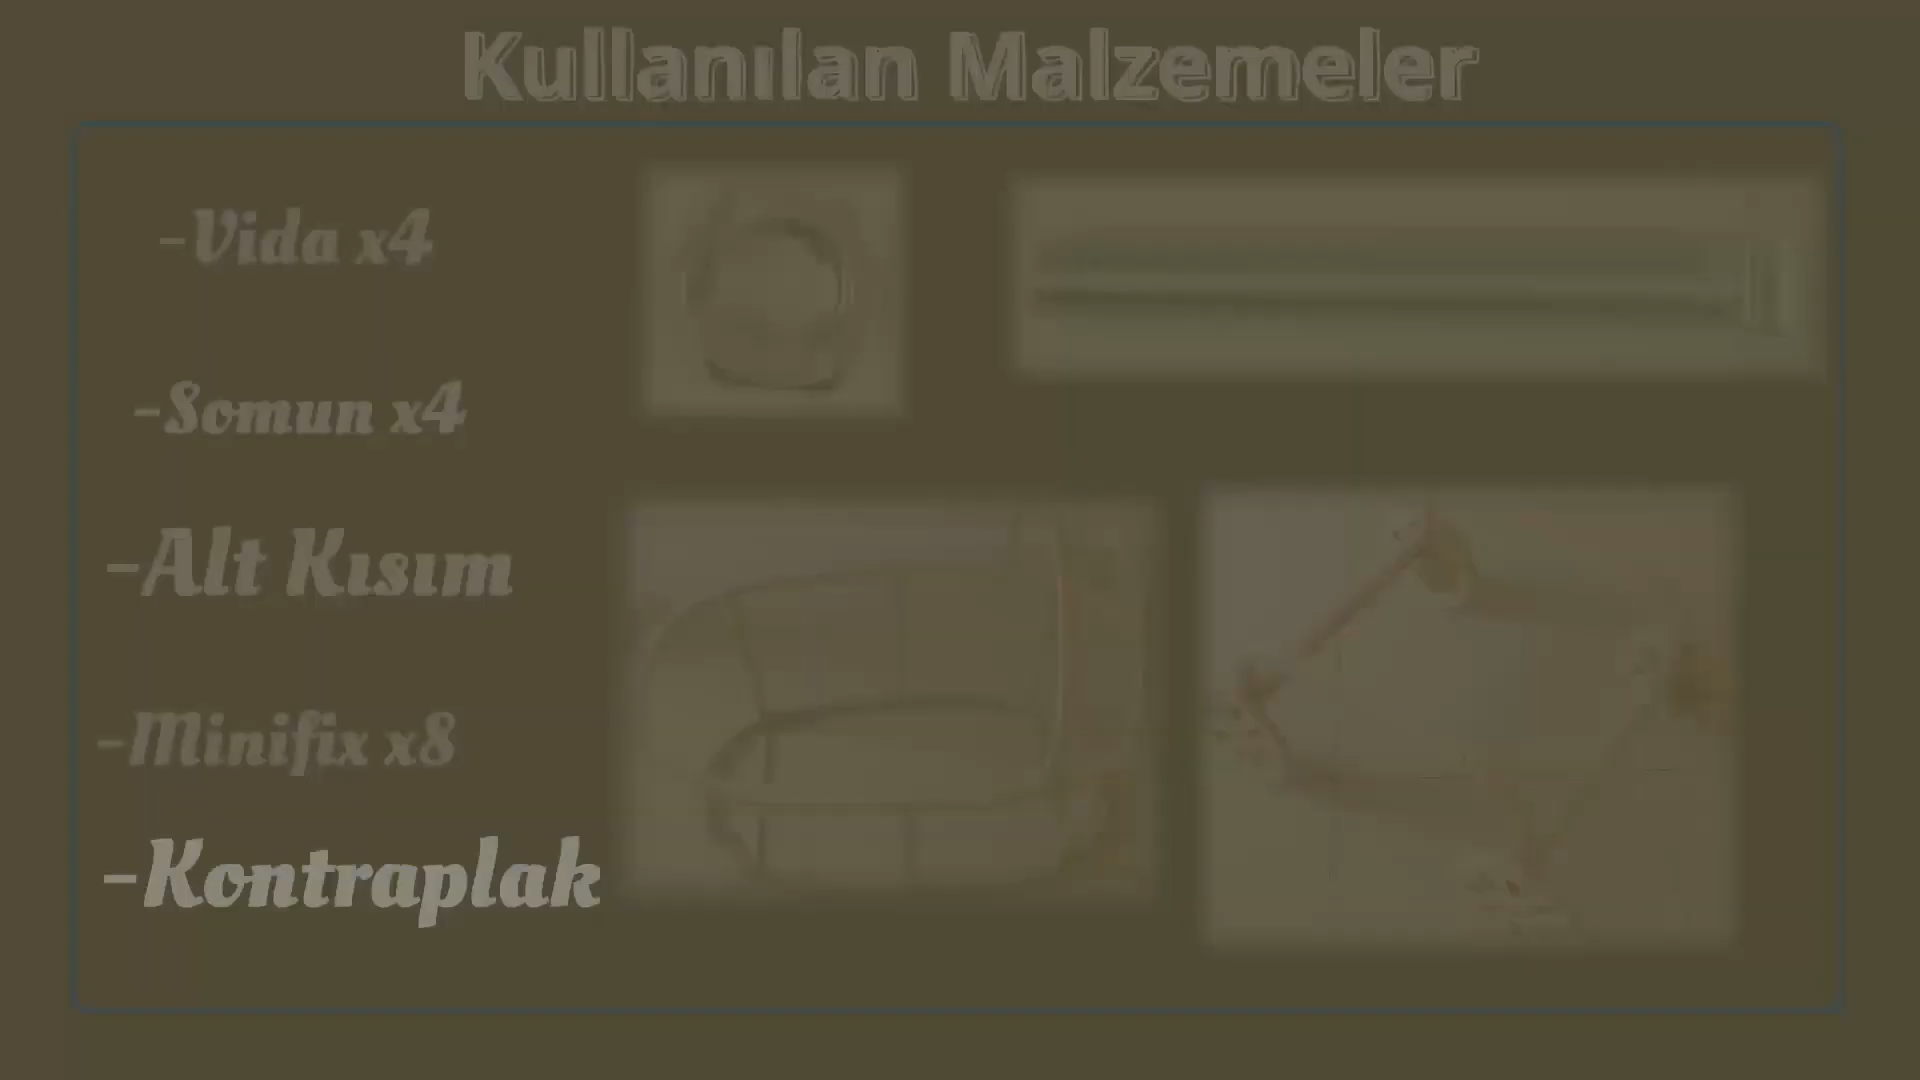 Kullanılan Malzemeler
-Vida x4
-Somun x4
-Alt Kısım
-Minifix x8
-Kontraplak